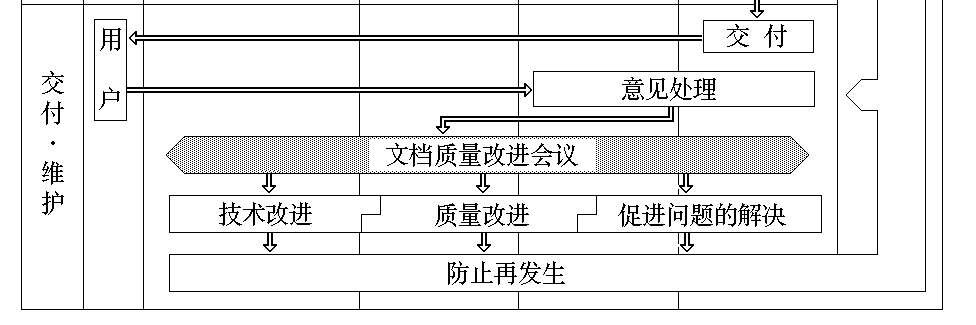 交付·维护
用户
交付
意见处理
文档质量改进会议
技术改进
质量改进
促进问题的解决
防止再发生